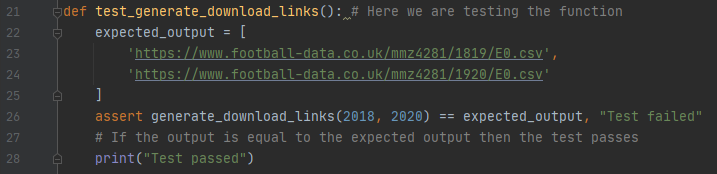 21 def test_generate_download_links(): # Here we are testing the function
22     expected_output = [
23         'https://www.football-data.co.uk/mmz4281/1819/E0.csv',
24         'https://www.football-data.co.uk/mmz4281/1920/E0.csv'
25     ]
26     assert generate_download_links(2018, 2020) == expected_output, "Test failed"
27     # If the output is equal to the expected output then the test passes
28     print("Test passed")